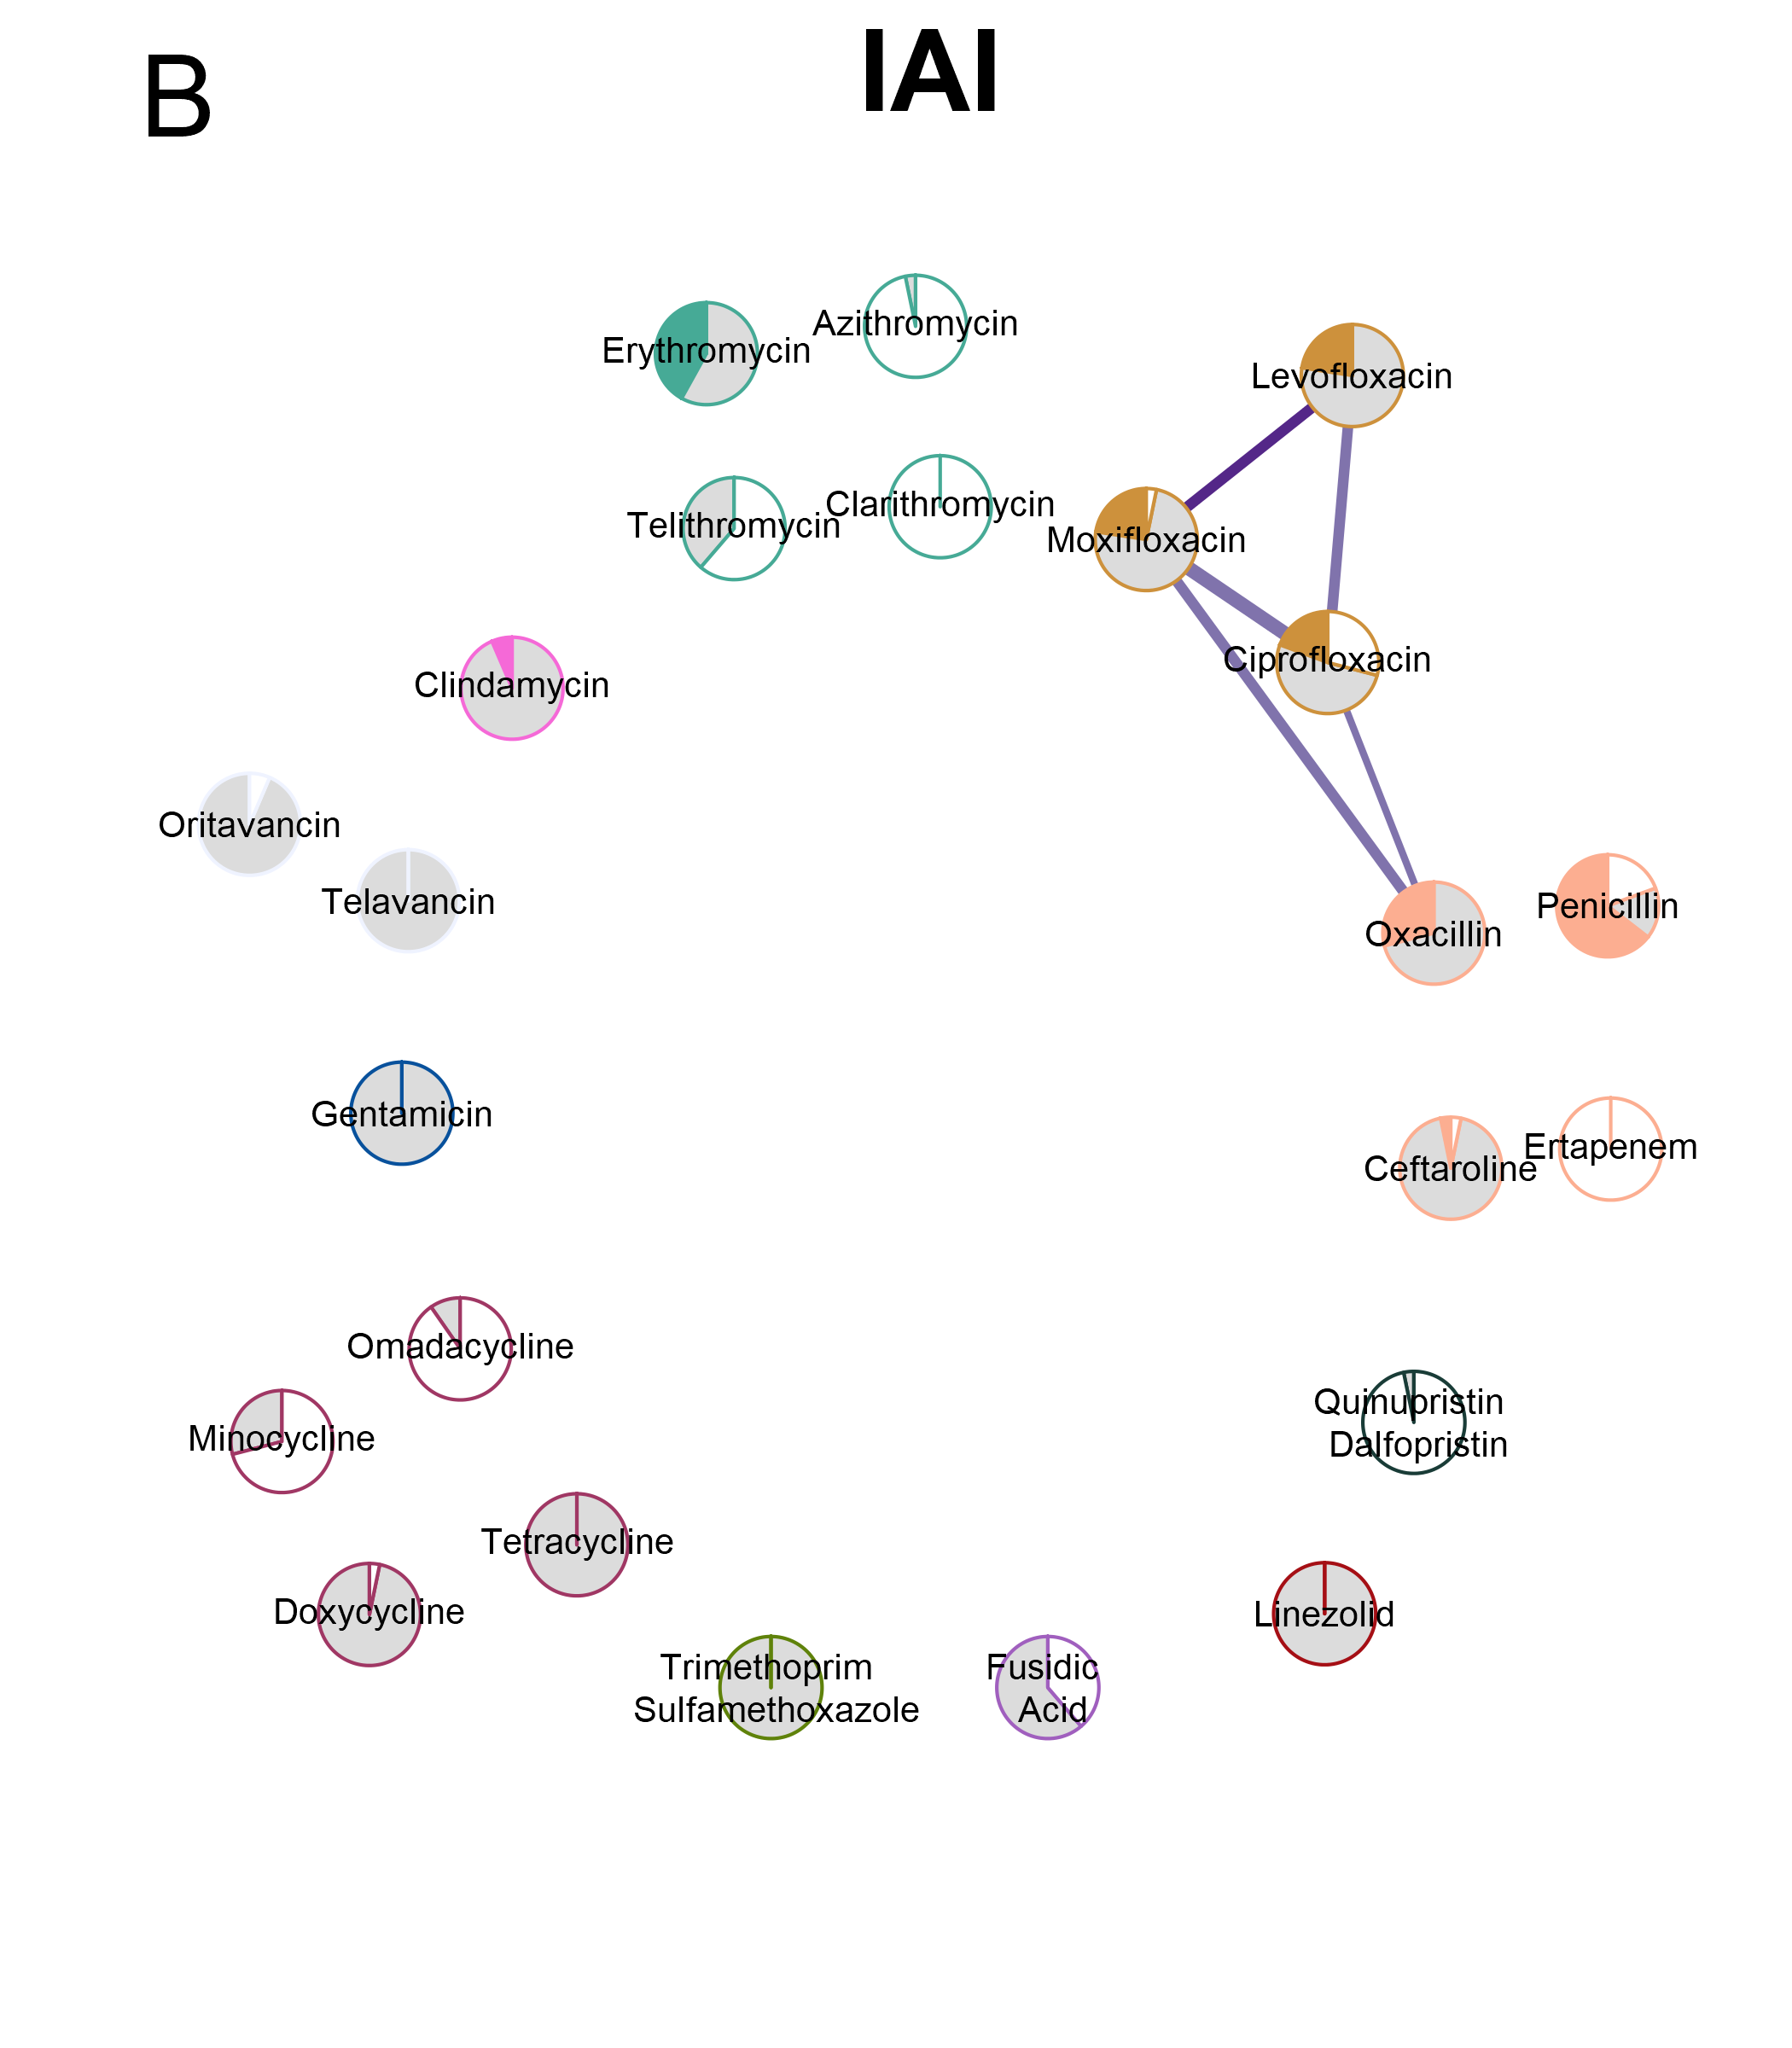 B
IAI
Azithromycin
Erythromycin
Levofloxacin
Clarithromycin
Telithromycin
Moxifloxacin
Ciprofloxacin
Clindamycin
Oritavancin
Telavancin
Penicillin
Oxacillin
Gentamicin
Ertapenem
Ceftaroline
Omadacycline
Minocycline
Quinupristin
Dalfopristin
Tetracycline
Doxycycline
Linezolid
Trimethoprim
Sulfamethoxazole
Fusidic
Acid